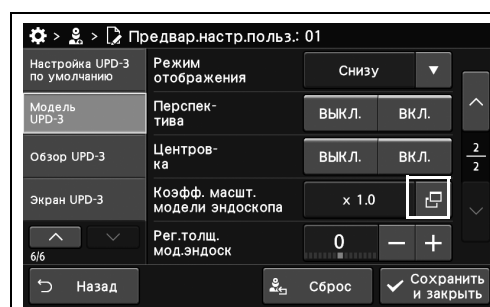 > > Предвар.настр.польз.: 01
Настройка UPD-3
по умолчанию
Модель
UPD-3
Обзор UPD-3
Экран UPD-3
6/6
Режим
отображения
Снизу
Перспек-
тива
ВЫКЛ.
ВКЛ.
Центров-
ка
ВЫКЛ.
ВКЛ.
Коэфф. масшт.
модели эндоскопа
x 1.0
Рег.толщ.
мод.эндоск
0
2
2
Назад
Сброс
Сохранить
и закрыть